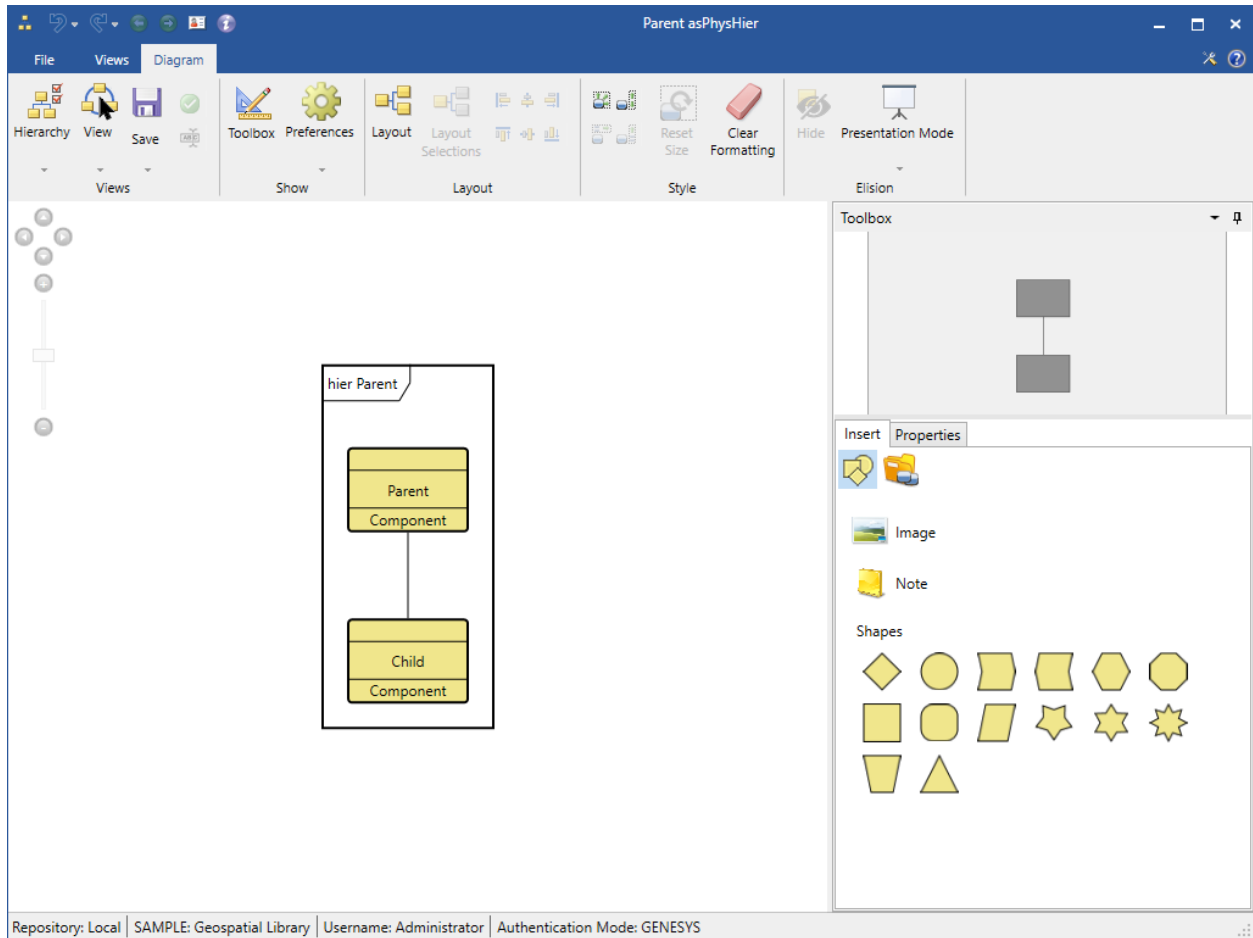 Parent asPhysHier
File Views Diagram
Hierarchy View Save Toolbox Preferences Layout Layout Selections Reset Size Clear Formatting Hide Presentation Mode
Views Show Layout Style Elision
Toolbox
hier Parent
Parent
Component
Child
Component
Insert Properties
Image
Note
Shapes
Repository: Local SAMPLE: Geospatial Library Username: Administrator Authentication Mode: GENESYS